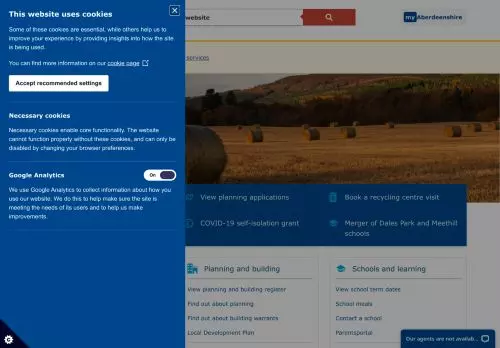 This website uses cookies
Some of these cookies are essential, while others help us to
improve your experience by providing insights into how the site
is being used.
You can find more information on our cookie page
Accept recommended settings
Necessary cookies
Necessary cookies enable core functionality. The website
cannot function properly without these cookies, and can only be
disabled by changing your browser preferences.
Google Analytics
On
We use Google Analytics to collect information about how you
use our website. We do this to help make sure the site is
meeting the needs of its users and to help us make
improvements.
website
myAberdeenshire
services
View planning applications
Book a recycling centre visit
COVID-19 self-isolation grant
Merger of Dales Park and Meethill
schools
Planning and building
View planning and building register
Find out about planning
Find out about building warrants
Local Development Plan
Schools and learning
View school term dates
School meals
Contact a school
Parentsportal
Our agents are not availab...